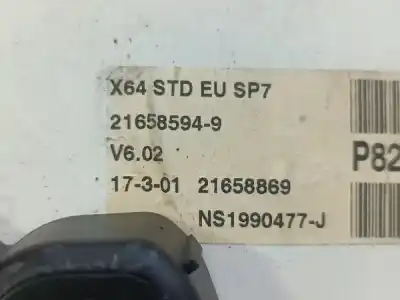 X64 STD EU SP7
21658594-9
V6.02
P82
17-3-01 21658869
NS1990477-J